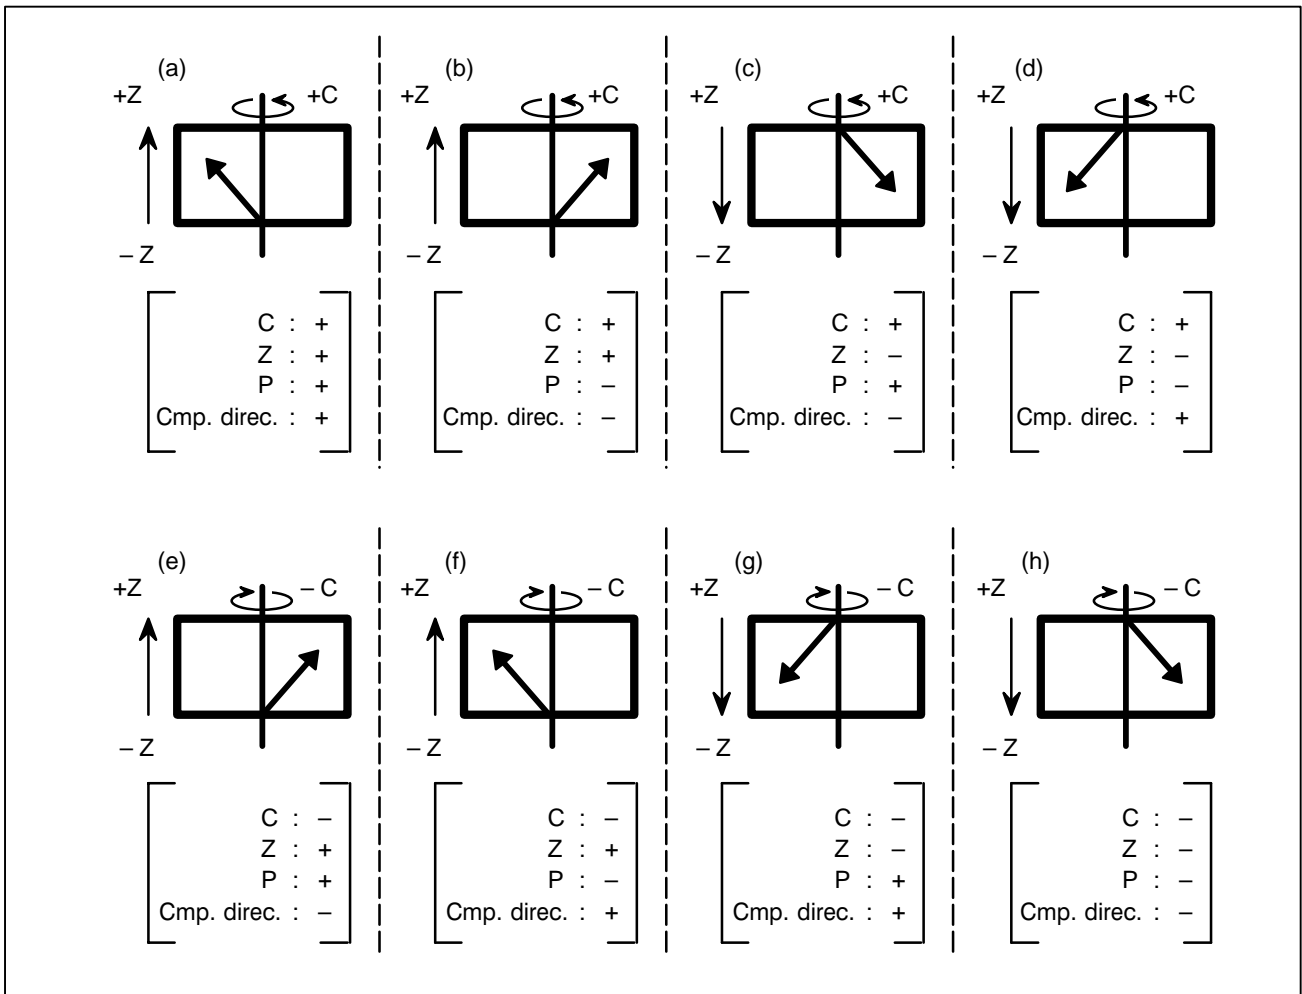 (a)
+Z
+C
– Z
C : +
Z : +
P : +
Cmp. direc. : +
(b)
+Z
+C
– Z
C : +
Z : +
P : –
Cmp. direc. : –
(c)
+Z
+C
– Z
C : +
Z : –
P : +
Cmp. direc. : –
(d)
+Z
+C
– Z
C : +
Z : –
P : –
Cmp. direc. : +
(e)
+Z
– C
– Z
C : –
Z : +
P : +
Cmp. direc. : –
(f)
+Z
– C
– Z
C : –
Z : +
P : –
Cmp. direc. : +
(g)
+Z
– C
– Z
C : –
Z : –
P : +
Cmp. direc. : +
(h)
+Z
– C
– Z
C : –
Z : –
P : –
Cmp. direc. : –